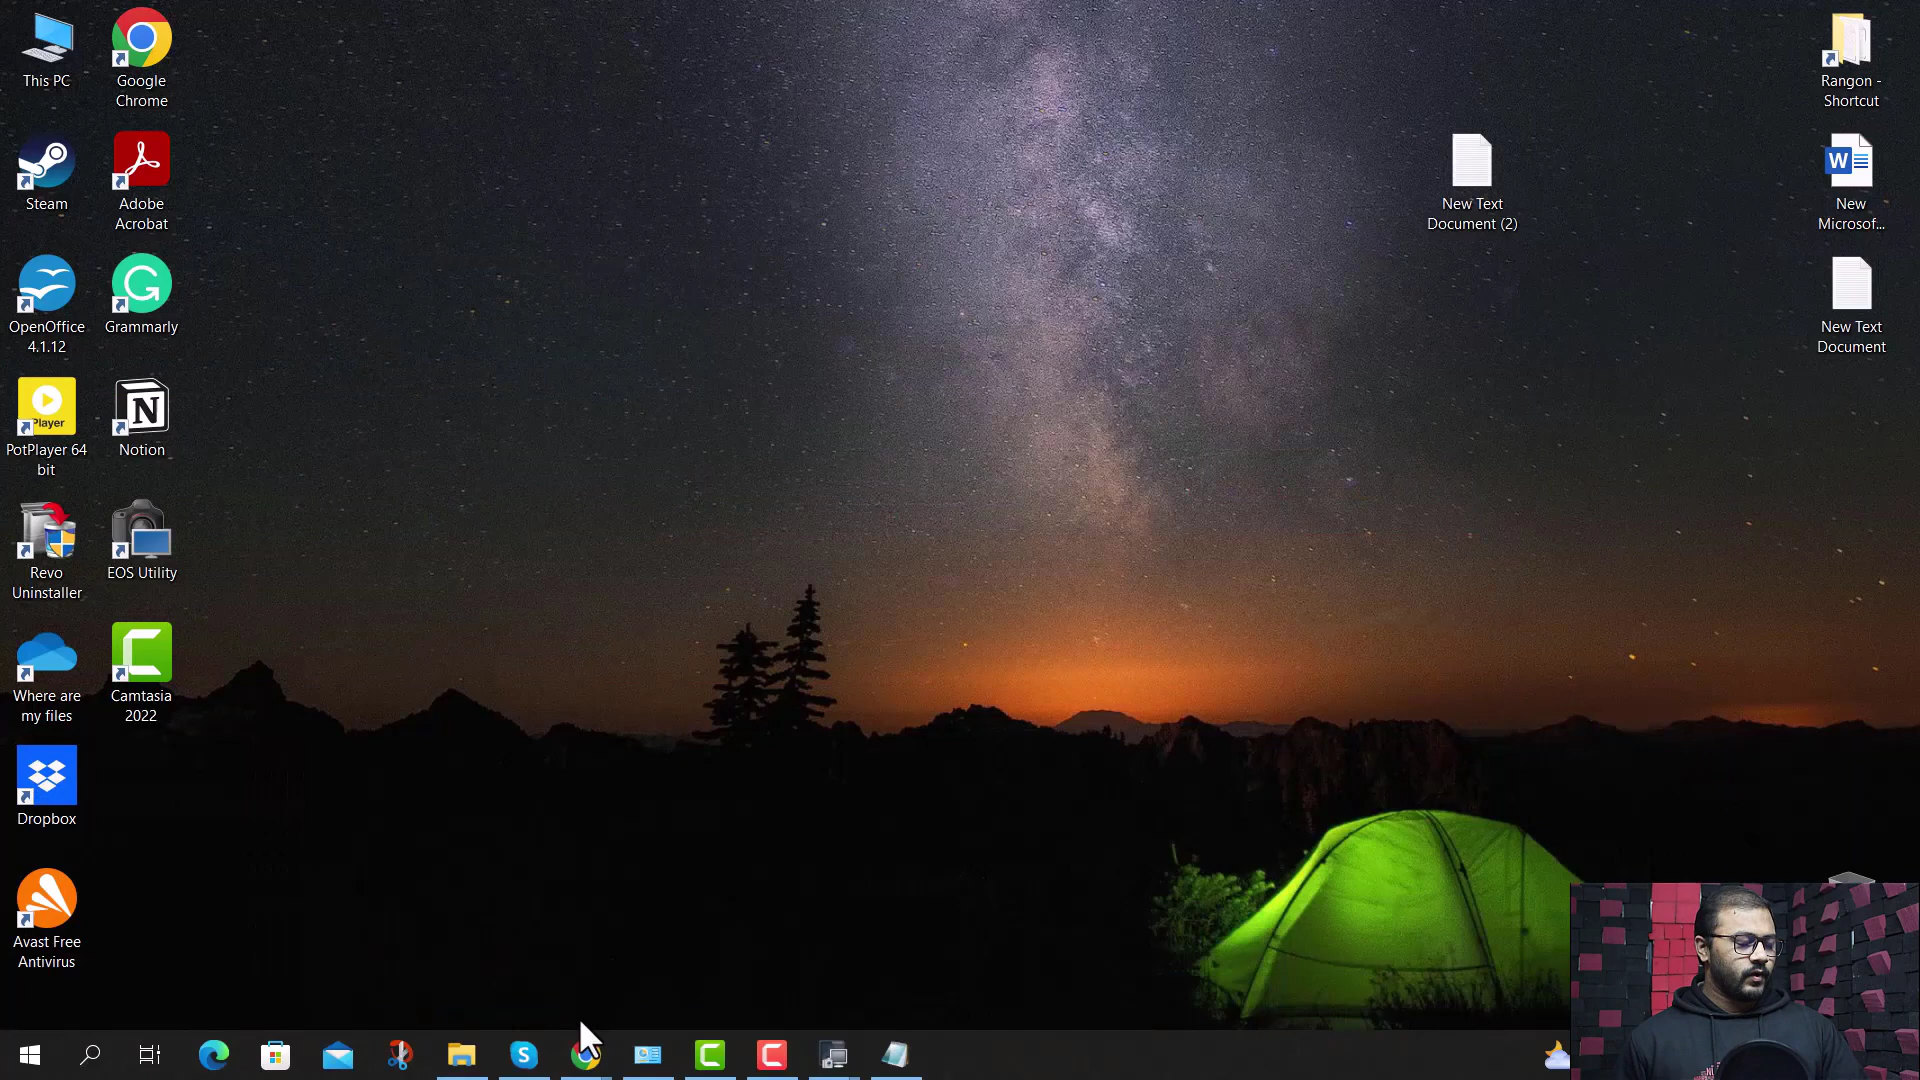 This PC
Google
Chrome
Steam
Adobe
Acrobat
OpenOffice
4.1.12
Grammarly
Player
PotPlayer 64
bit
N
Notion
Revo
Uninstaller
EOS Utility
Where are
my files
Camtasia
2022
Dropbox
Avast Free
Antivirus
New Text
Document (2)
Rangon -
Shortcut
W
New
Microsof...
New Text
Document
S